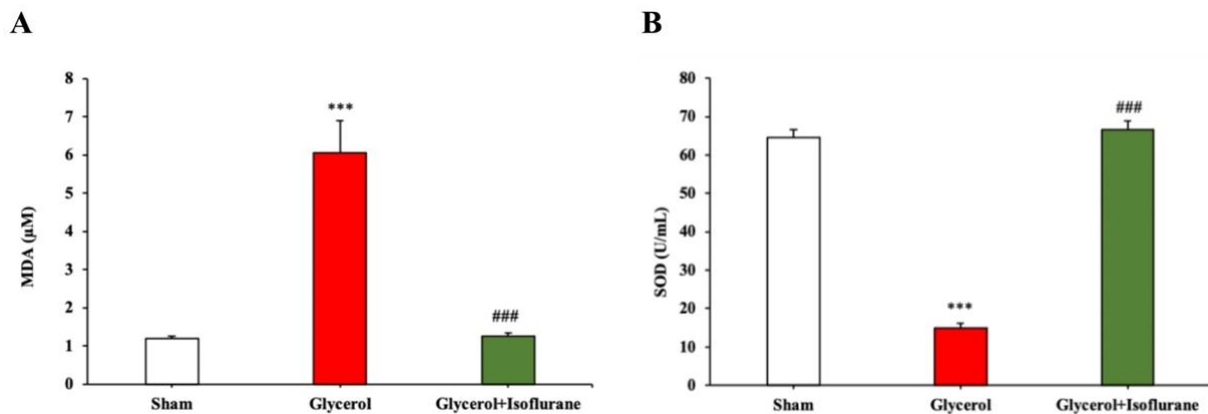 A
MDA (µM)
8
7
6
5
4
3
2
1
0
***
###
Sham
Glycerol
Glycerol+Isoflurane
B
SOD (U/mL)
80
70
60
50
40
30
20
10
0
***
###
Sham
Glycerol
Glycerol+Isoflurane